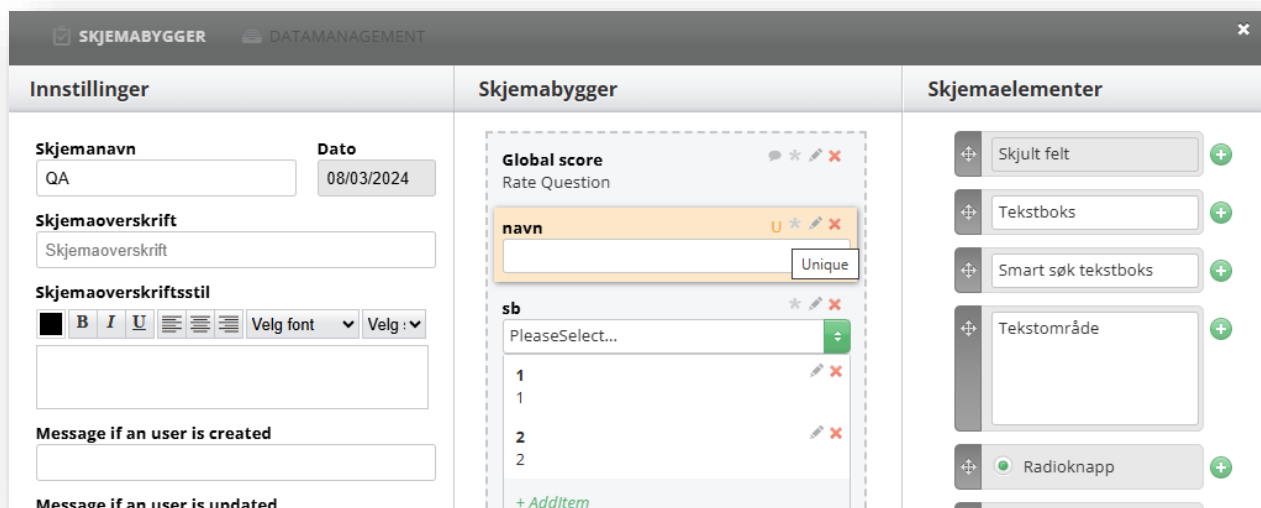 SKJEMABYGGER DATAMANAGEMENT
Innstillinger
Skjemanavn Dato
QA 08/03/2024
Skjemaoverskrift
Skjemaoverskrift
Skjemaoverskriftsstil
B I U Velg font Velg :
Message if an user is created
Message if an user is updated
Skjemabygger
Global score
Rate Question
navn U
Unique
sb
PleaseSelect...
1
1
2
2
+ AddItem
Skjemaelementer
Skjult felt
Tekstboks
Smart søk tekstboks
Tekstområde
Radioknapp